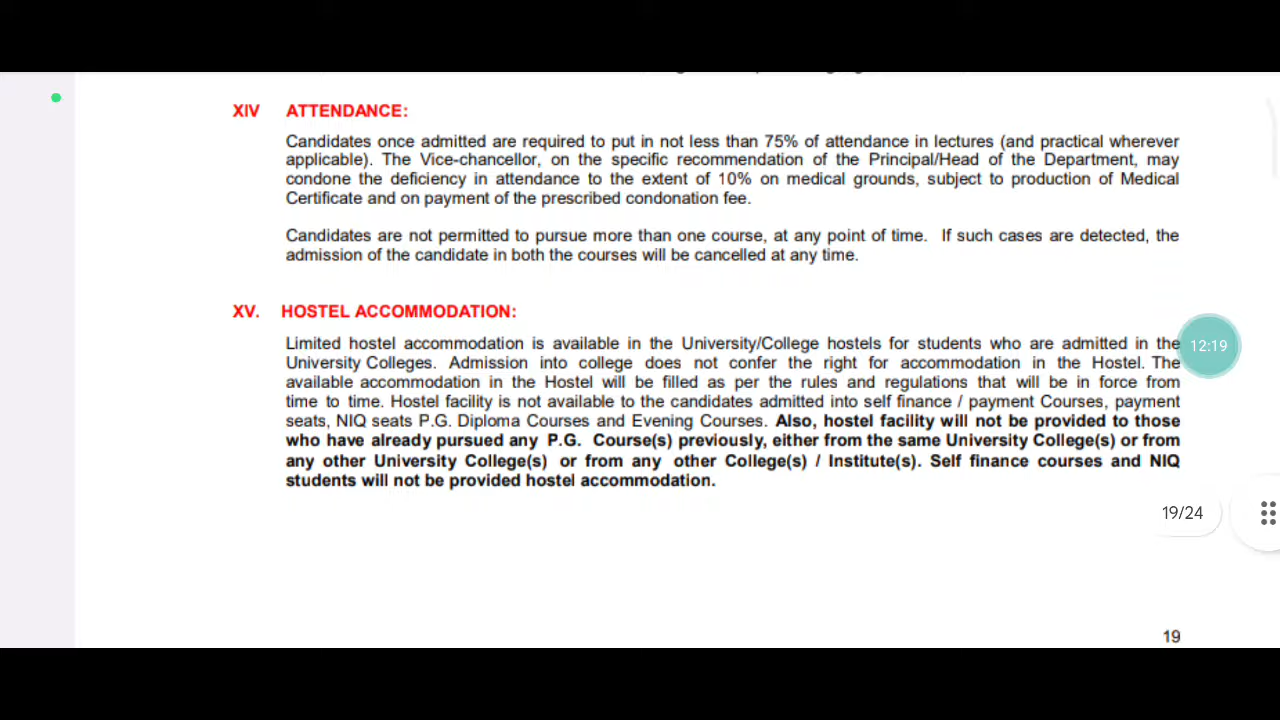 XIV ATTENDANCE:
Candidates once admitted are required to put in not less than 75% of attendance in lectures (and practical wherever
applicable). The Vice-chancellor, on the specific recommendation of the Principal/Head of the Department, may
condone the deficiency in attendance to the extent of 10% on medical grounds, subject to production of Medical
Certificate and on payment of the prescribed condonation fee.
Candidates are not permitted to pursue more than one course, at any point of time. If such cases are detected, the
admission of the candidate in both the courses will be cancelled at any time.
XV. HOSTEL ACCOMMODATION:
Limited hostel accommodation is available in the University/College hostels for students who are admitted in the
University Colleges. Admission into college does not confer the right for accommodation in the Hostel. The
available accommodation in the Hostel will be filled as per the rules and regulations that will be in force from
time to time. Hostel facility is not available to the candidates admitted into self finance / payment Courses, payment
seats, NIQ seats P.G. Diploma Courses and Evening Courses. Also, hostel facility will not be provided to those
who have already pursued any P.G. Course(s) previously, either from the same University College(s) or from
any other University College(s) or from any other College(s) / Institute(s). Self finance courses and NIQ
students will not be provided hostel accommodation.
12:19
19/24
19